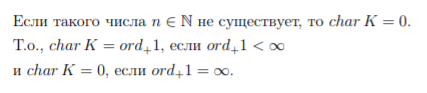 Если такого числа n ∈ ℕ не существует, то char K = 0.
Т.о., char K = ord₊1, если ord₊1 < ∞
и char K = 0, если ord₊1 = ∞.